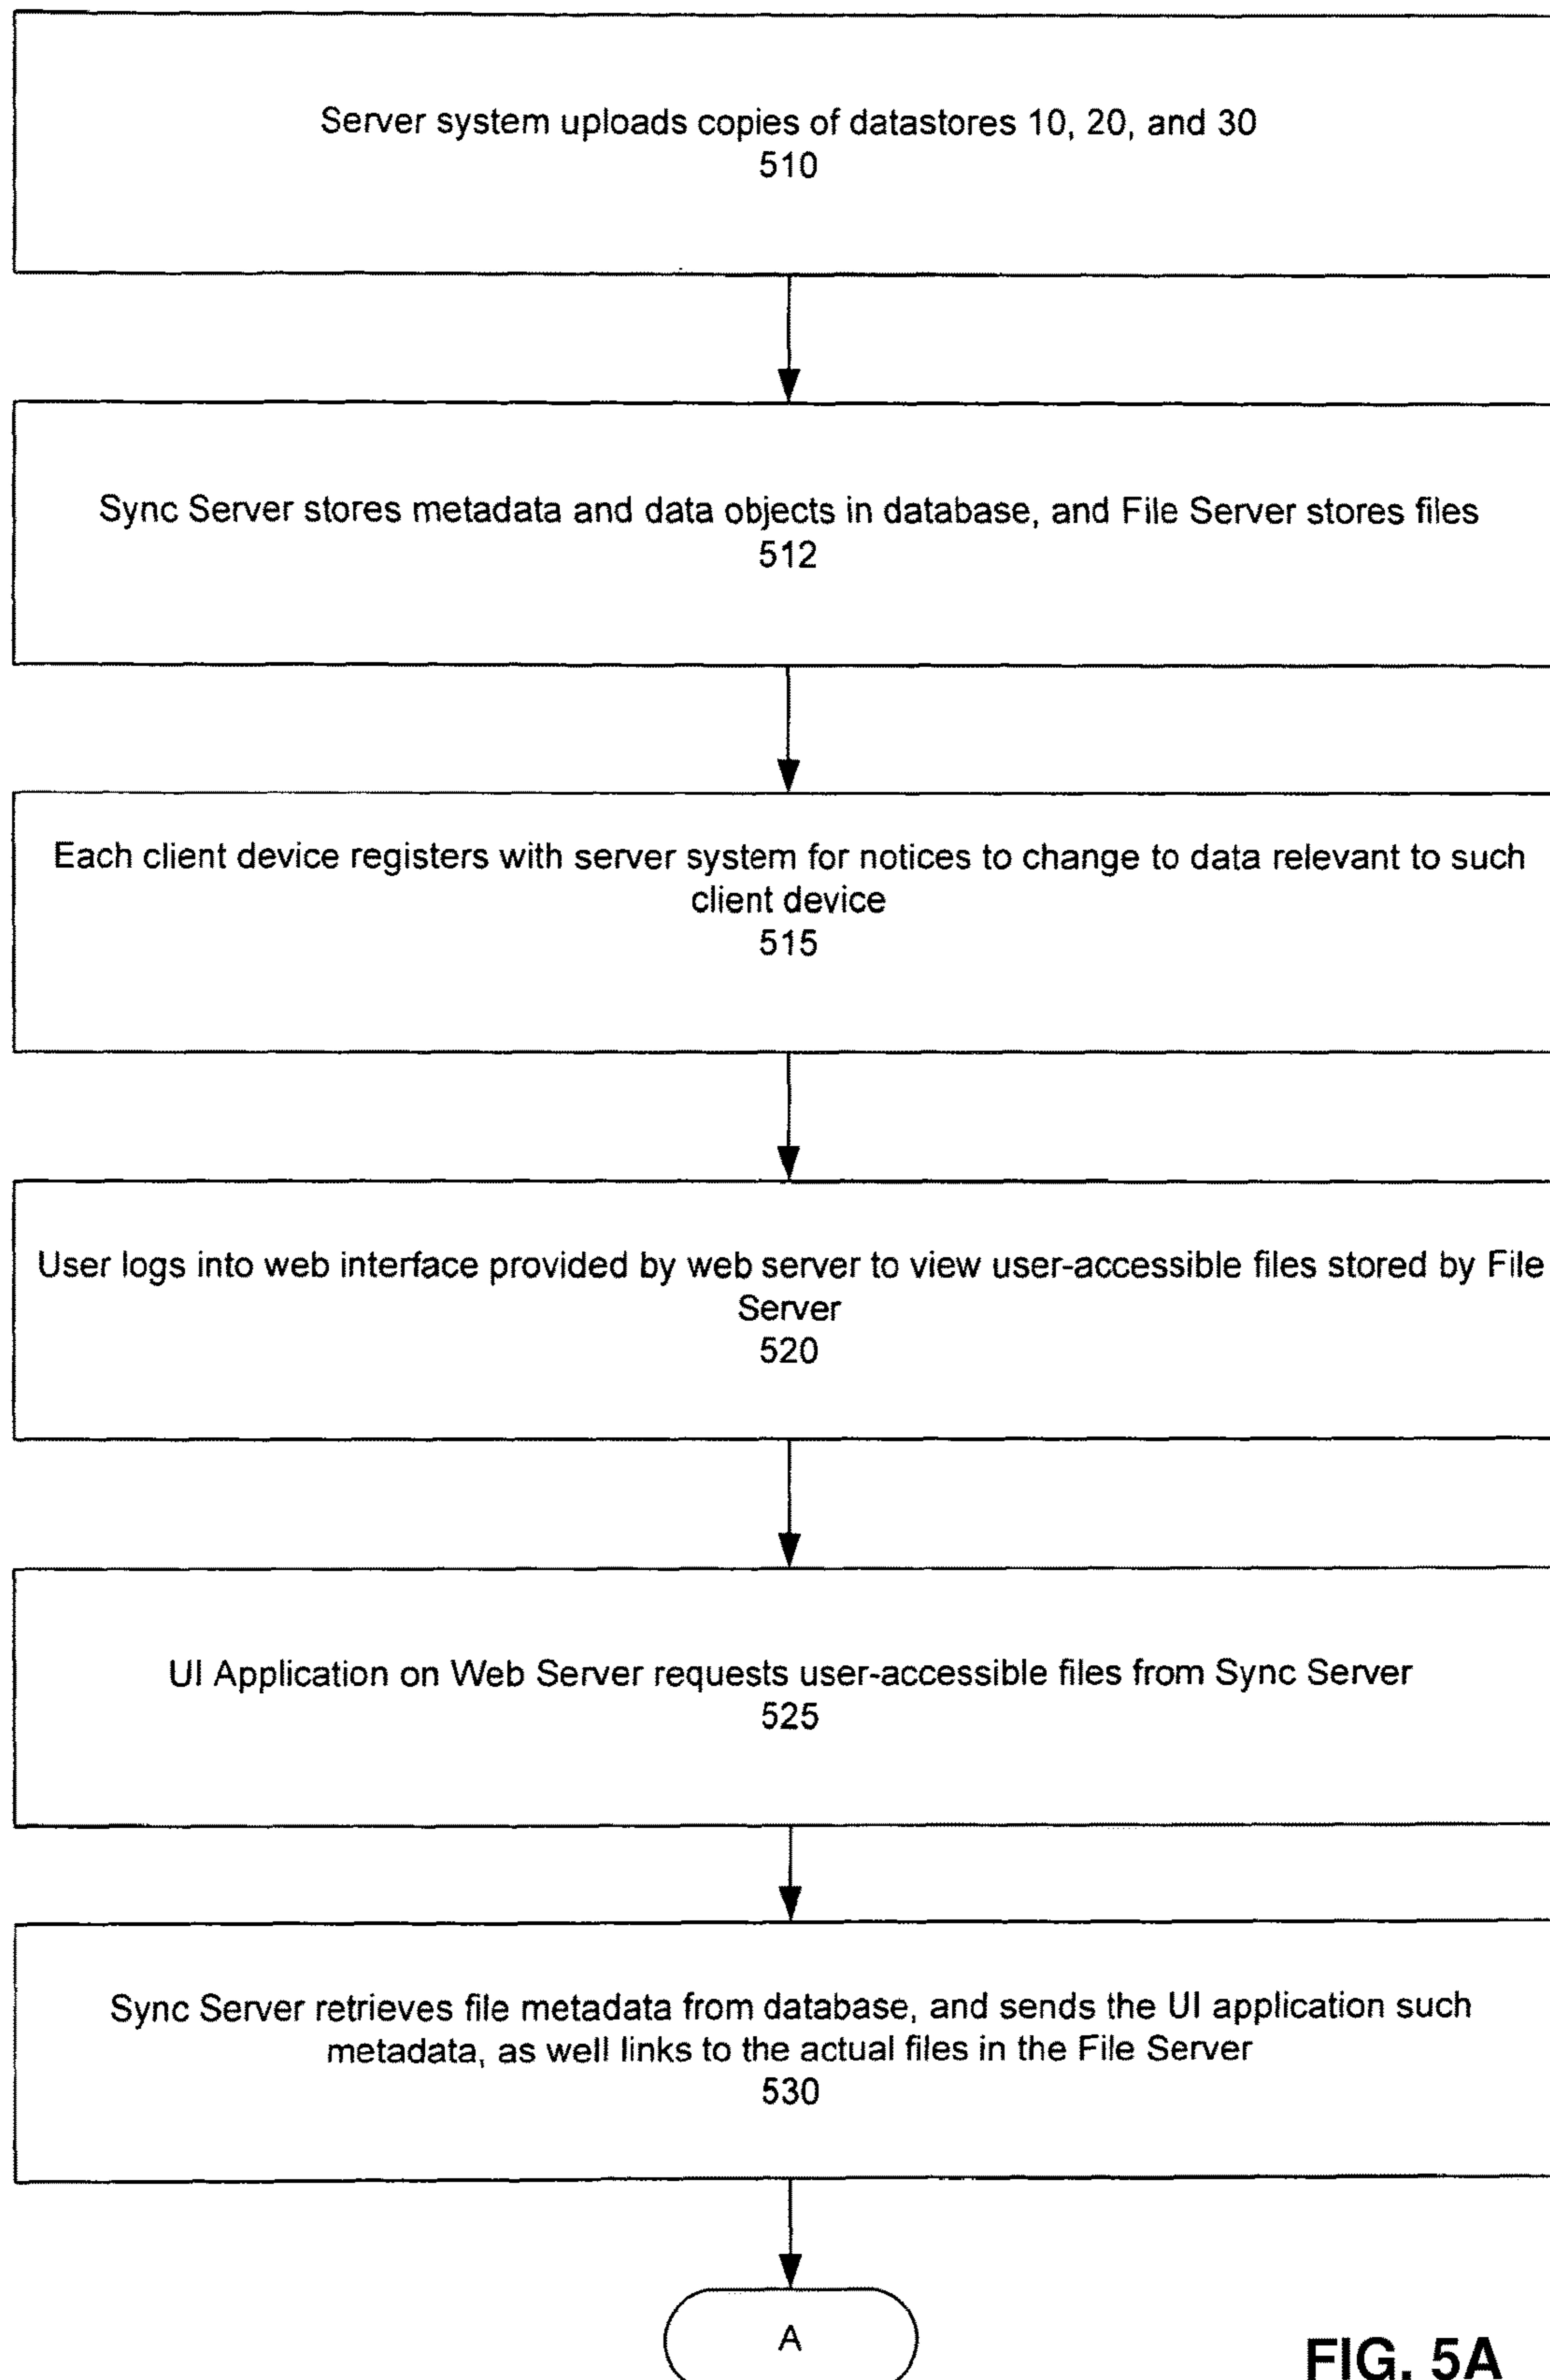 Server system uploads copies of datastores 10, 20, and 30
510
Sync Server stores metadata and data objects in database, and File Server stores files
512
Each client device registers with server system for notices to change to data relevant to such
client device
515
User logs into web interface provided by web server to view user-accessible files stored by File
Server
520
UI Application on Web Server requests user-accessible files from Sync Server
525
Sync Server retrieves file metadata from database, and sends the UI application such
metadata, as well links to the actual files in the File Server
530
A
FIG. 5A